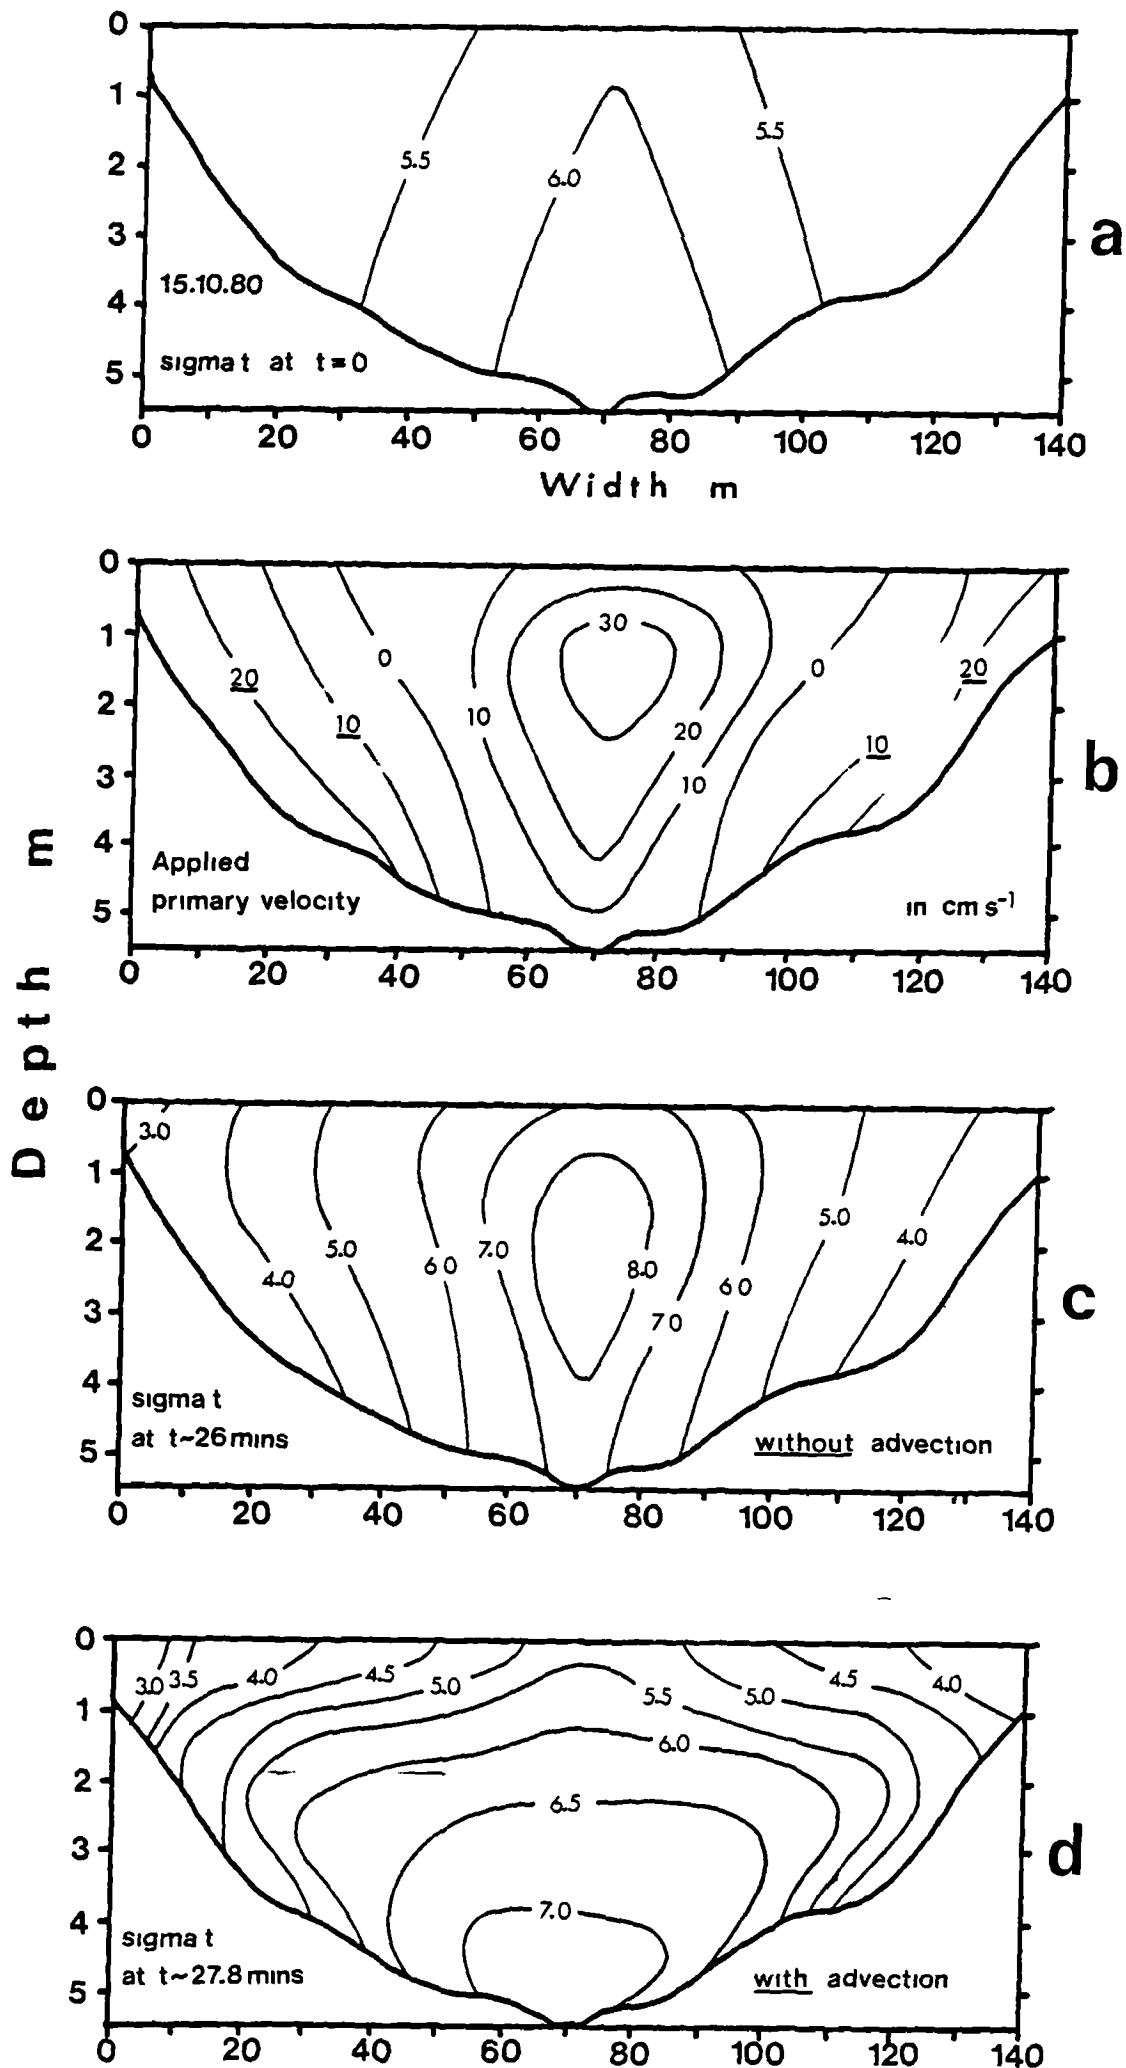 0
1
2
3
4
5
5.5
6.0
5.5
15.10.80
sigma t at t=0
a
0 20 40 60 80 100 120 140
Width m
Depth m
0
1
2
3
4
5
20
10
0
10
30
20
10
0
10
20
Applied
primary velocity
in cm s⁻¹
b
0 20 40 60 80 100 120 140
0
1
2
3
4
5
3.0
4.0
5.0
6 0
7.0
8.0
7 0
6 0
5.0
4.0
sigma t
at t~26 mins
without advection
c
0 20 40 60 80 100 120 140
0
1
2
3
4
5
3.0 3.5 4.0 4.5 5.0 5.5 5.0 4.5 4.0
6.0
6.5
7.0
sigma t
at t~27.8 mins
with advection
d
0 20 40 60 80 100 120 140